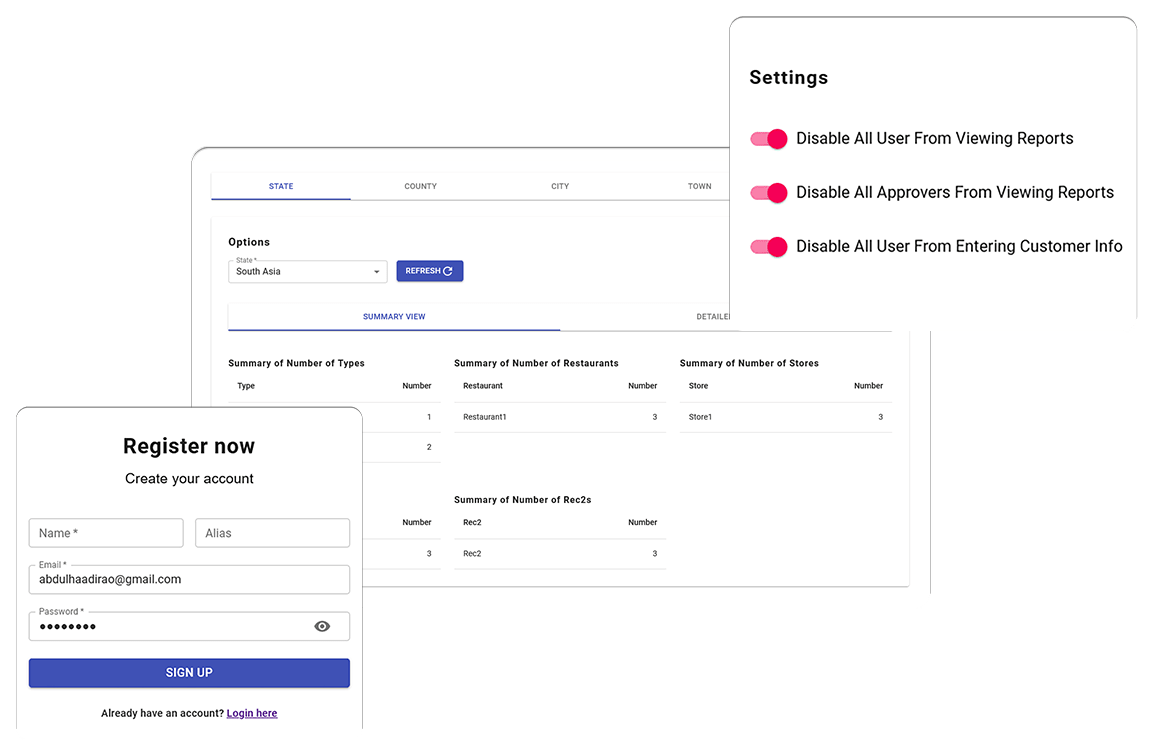 Settings
Disable All User From Viewing Reports
Disable All Approvers From Viewing Reports
Disable All User From Entering Customer Info
STATE COUNTY CITY TOWN
Options
State *
South Asia REFRESH
SUMMARY VIEW DETAILE
Summary of Number of Types Summary of Number of Restaurants Summary of Number of Stores
Type Number Restaurant Number Store Number
1 Restaurant1 3 Store1 3
2
Summary of Number of Rec2s
Number Rec2 Number
3 Rec2 3
Register now
Create your account
Name * Alias
Email *
abdulhaadirao@gmail.com
Password *
••••••••
SIGN UP
Already have an account? Login here